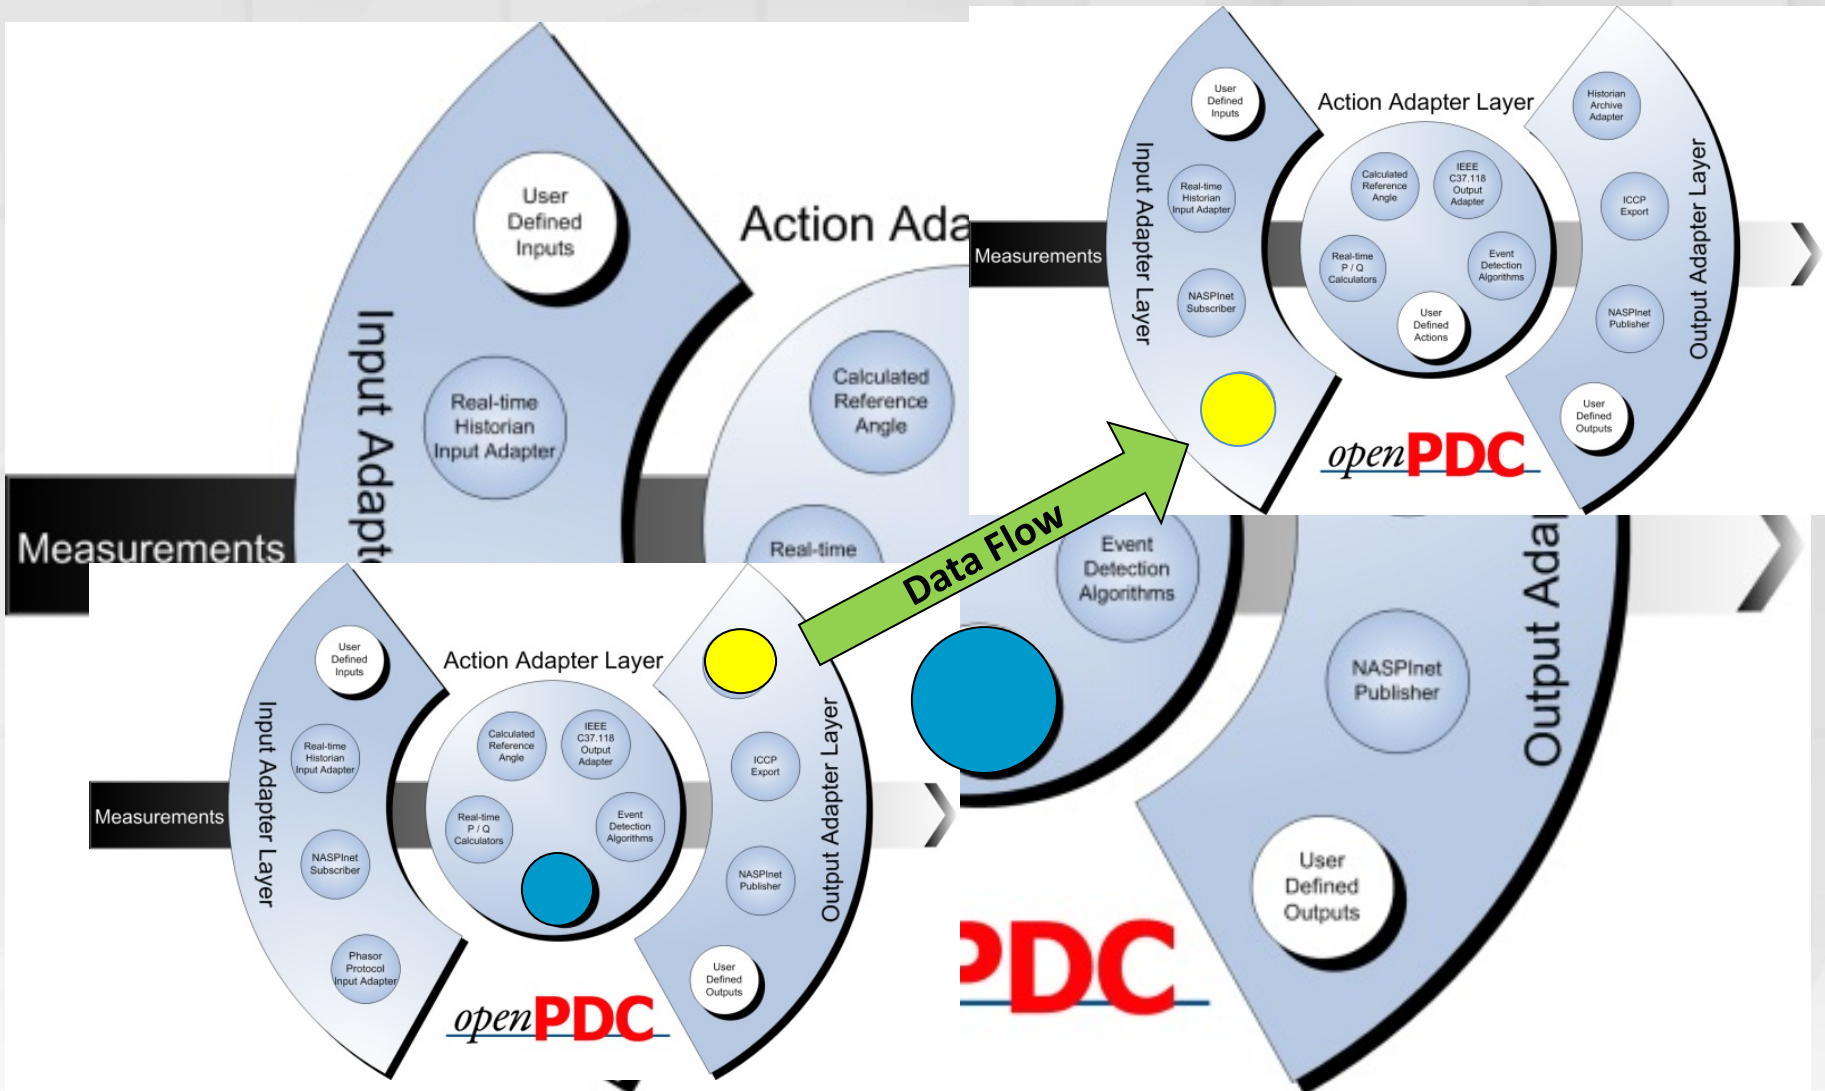 User
Defined
Inputs
Real-time
Historian
Input Adapter
Input Adapte
Measurements
Action Ada
Calculated
Reference
Angle
Real-time
Event
Detection
Algorithms
NASPInet
Publisher
User
Defined
Outputs
Output Ada
PDC
Data Flow
Action Adapter Layer
Input Adapter Layer
Output Adapter Layer
Measurements
User
Defined
Inputs
Real-time
Historian
Input Adapter
NASPInet
Subscriber
Calculated
Reference
Angle
IEEE
C37.118
Output
Adapter
Real-time
P / Q
Calculators
Event
Detection
Algorithms
User
Defined
Actions
Historian
Archive
Adapter
ICCP
Export
NASPInet
Publisher
User
Defined
Outputs
openPDC
Action Adapter Layer
Input Adapter Layer
Output Adapter Layer
Measurements
User
Defined
Inputs
Real-time
Historian
Input Adapter
NASPInet
Subscriber
Phasor
Protocol
Input Adapter
Calculated
Reference
Angle
IEEE
C37.118
Output
Adapter
Real-time
P / Q
Calculators
Event
Detection
Algorithms
ICCP
Export
NASPInet
Publisher
User
Defined
Outputs
openPDC